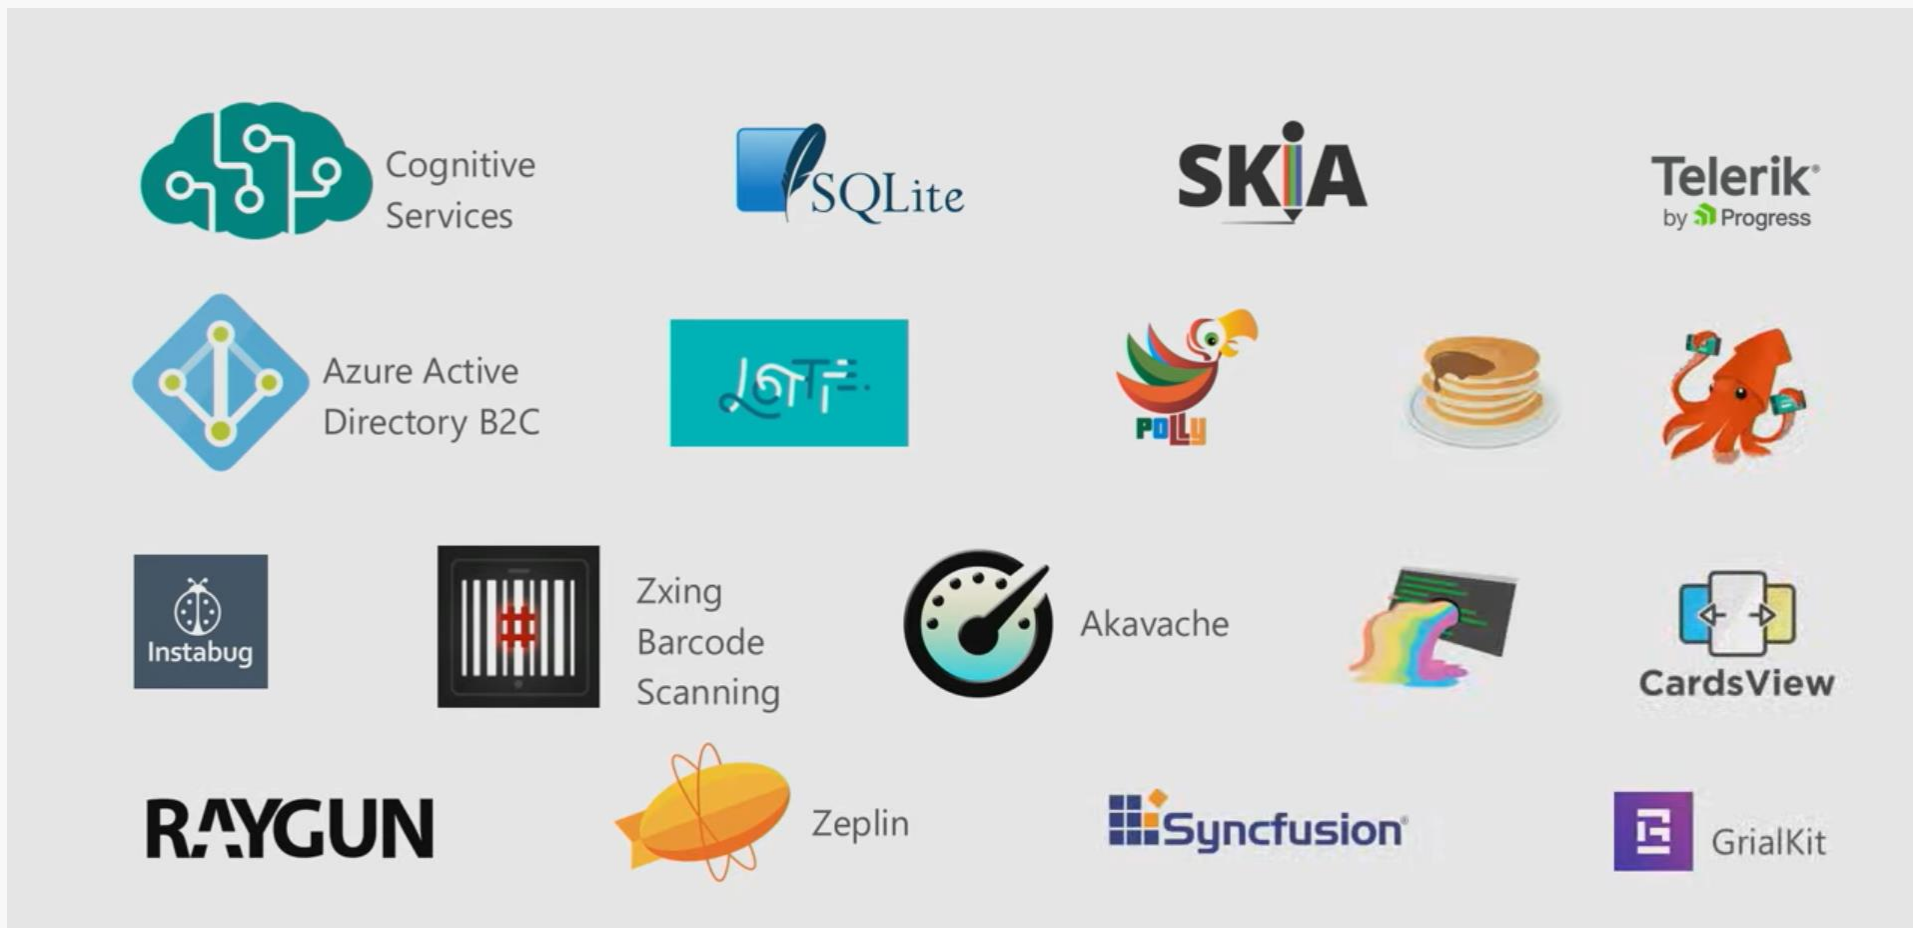 Cognitive
Services
SQLite
SKiA
Telerik®
by Progress
Azure Active
Directory B2C
LOTTIE
POLLY
Instabug
Zxing
Barcode
Scanning
Akavache
CardsView
RAYGUN
Zeplin
Syncfusion®
GrialKit